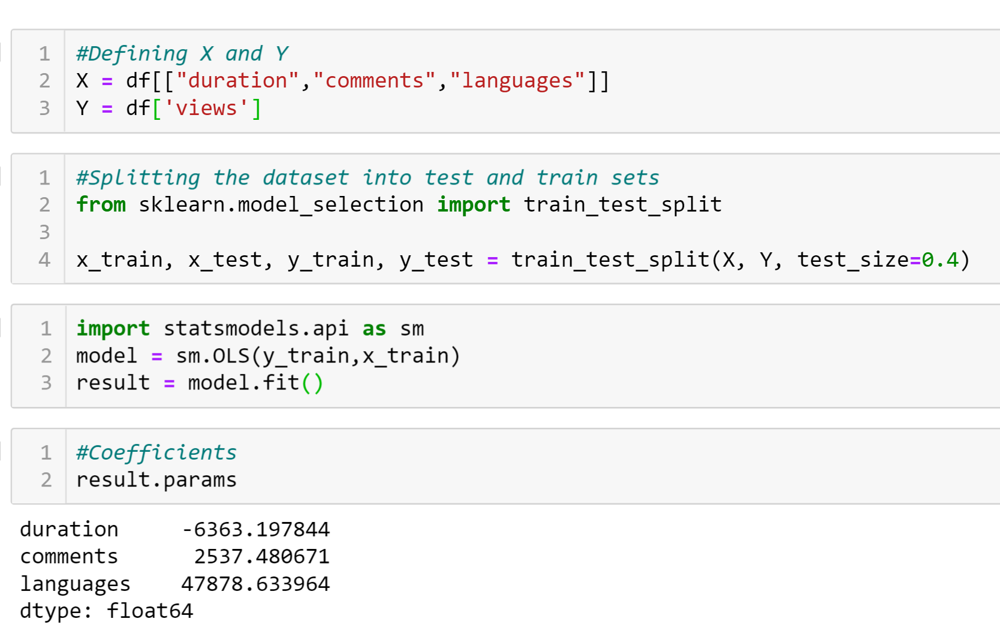 1 #Defining X and Y
2 X = df[["duration","comments","languages"]]
3 Y = df['views']
1 #Splitting the dataset into test and train sets
2 from sklearn.model_selection import train_test_split
3
4 x_train, x_test, y_train, y_test = train_test_split(X, Y, test_size=0.4)
1 import statsmodels.api as sm
2 model = sm.OLS(y_train,x_train)
3 result = model.fit()
1 #Coefficients
2 result.params
duration -6363.197844
comments 2537.480671
languages 47878.633964
dtype: float64